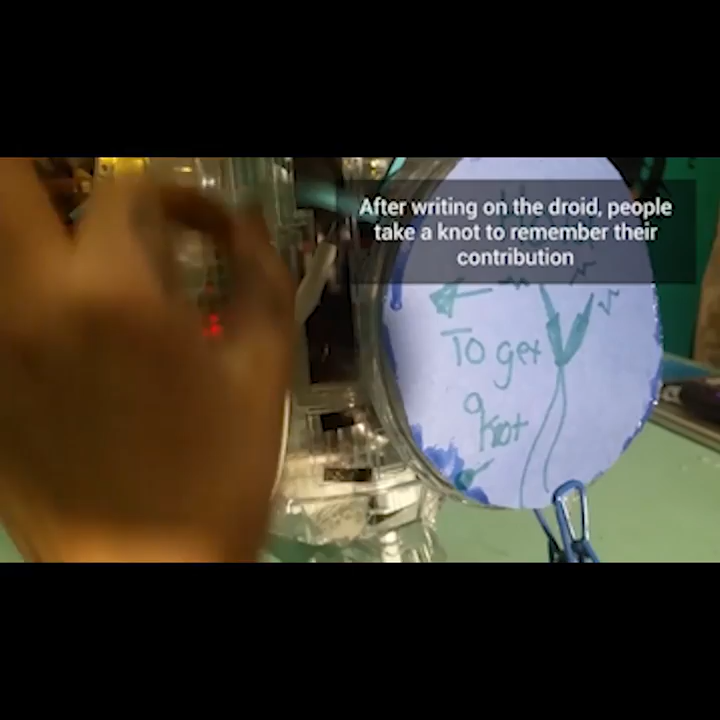 After writing on the droid, people
take a knot to remember their
contribution
To get
a
knot